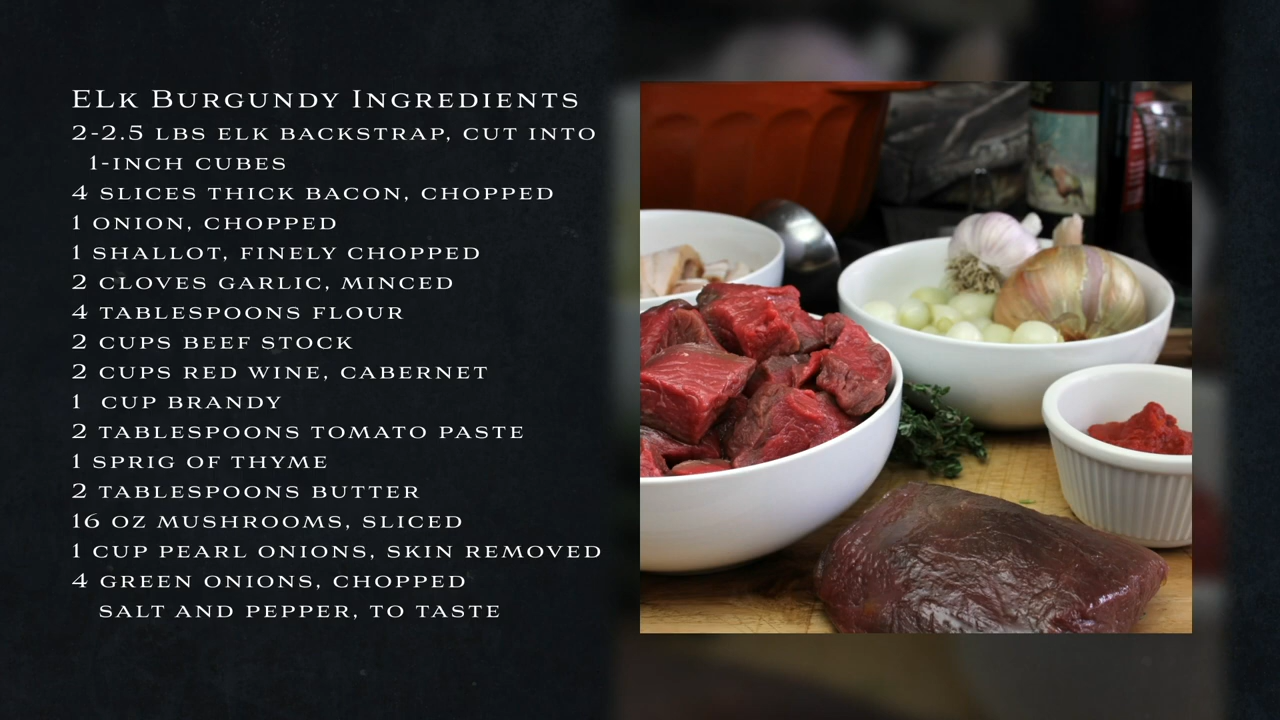 ELk Burgundy Ingredients
2-2.5 lbs elk backstrap, cut into
1-inch cubes
4 slices thick bacon, chopped
1 onion, chopped
1 shallot, finely chopped
2 cloves garlic, minced
4 tablespoons flour
2 cups beef stock
2 cups red wine, cabernet
1 cup brandy
2 tablespoons tomato paste
1 sprig of thyme
2 tablespoons butter
16 oz mushrooms, sliced
1 cup pearl onions, skin removed
4 green onions, chopped
salt and pepper, to taste